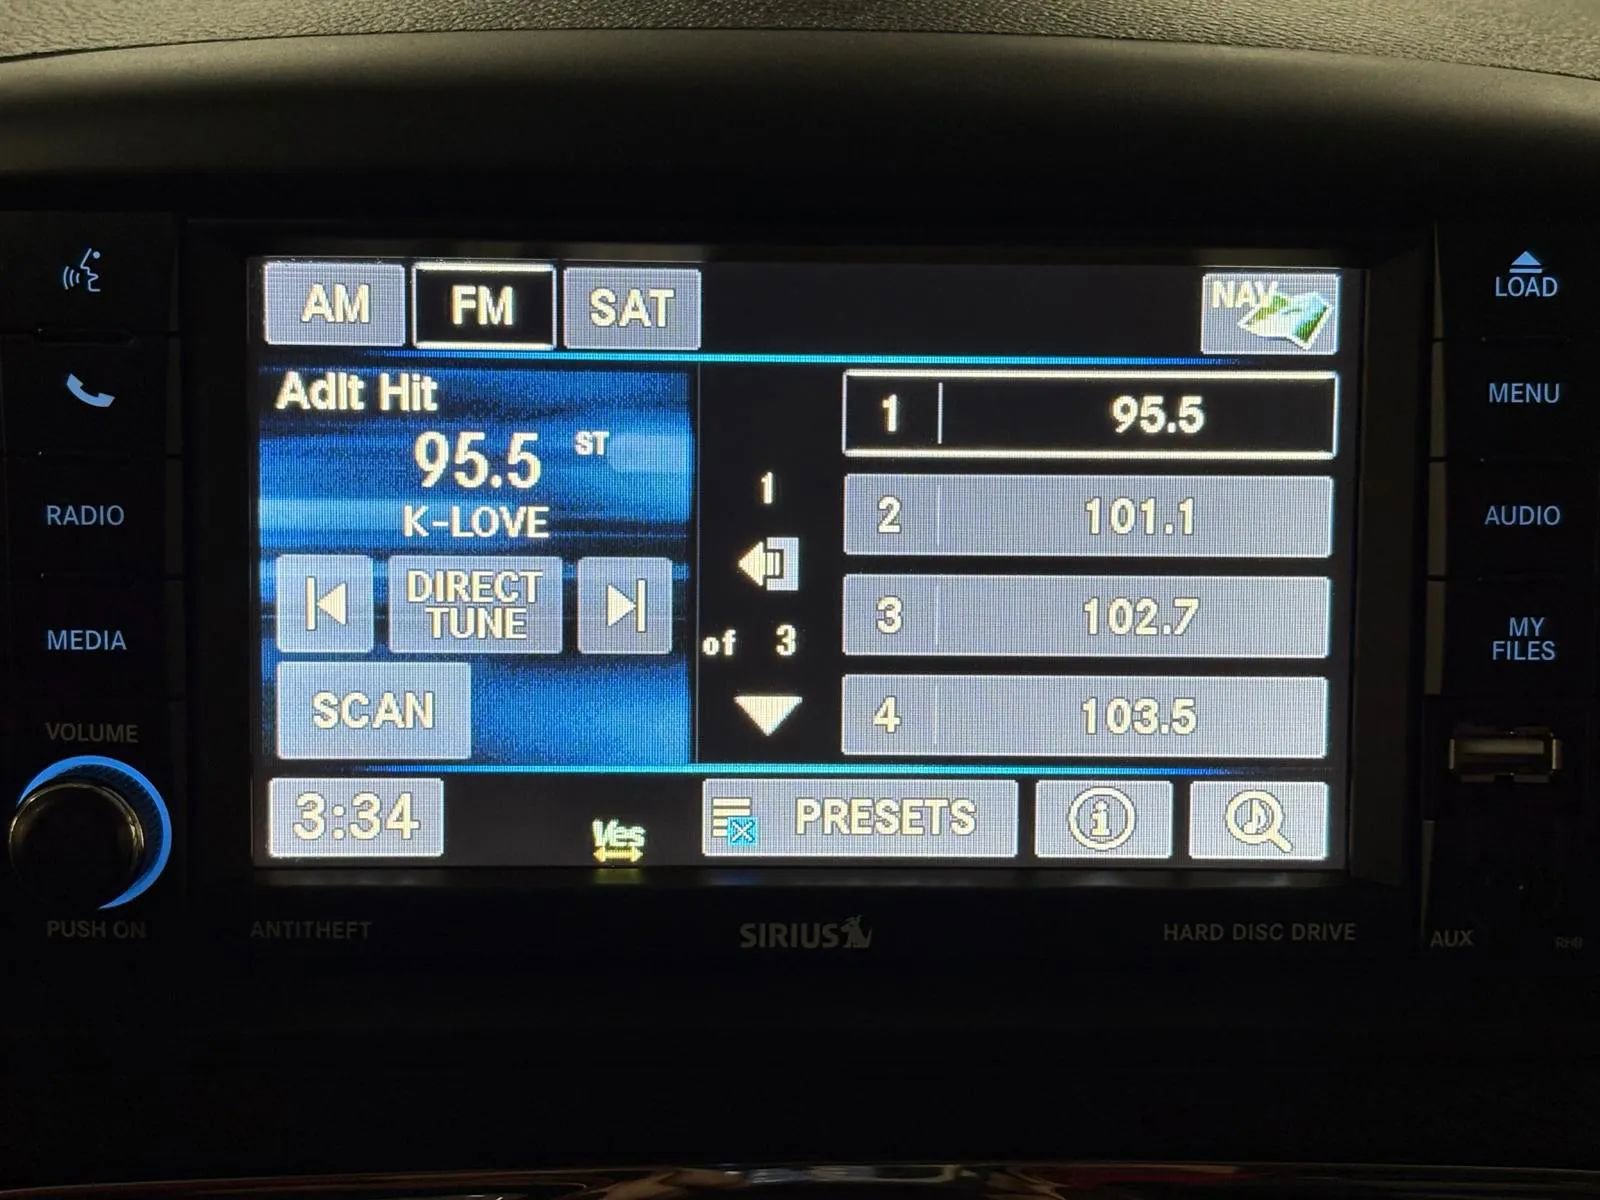 AM FM SAT NAV
Adlt Hit
95.5 ST
K-LOVE
DIRECT
TUNE
SCAN
1
of 3
1 95.5
2 101.1
3 102.7
4 103.5
3:34
Ves
PRESETS
RADIO
MEDIA
VOLUME
PUSH ON
LOAD
MENU
AUDIO
MY
FILES
ANTITHEFT
SIRIUS
HARD DISC DRIVE
AUX
RHB